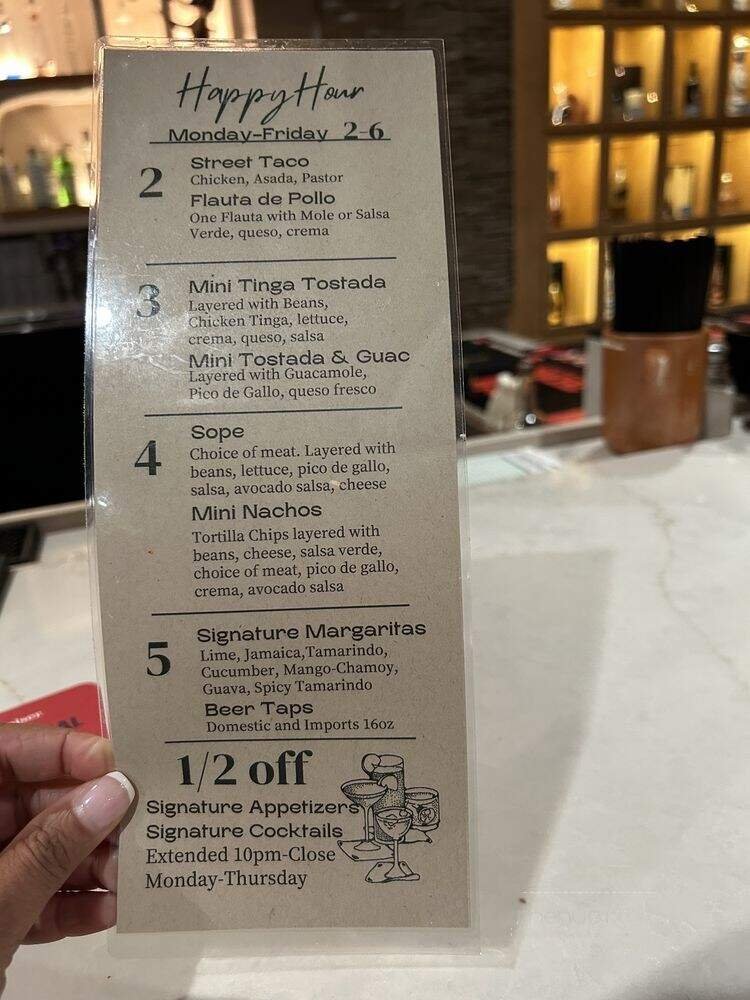 Happy Hour
Monday-Friday 2-6
2
Street Taco
Chicken, Asada, Pastor
Flauta de Pollo
One Flauta with Mole or Salsa
Verde, queso, crema
3
Mini Tinga Tostada
Layered with Beans,
Chicken Tinga, lettuce,
crema, queso, salsa
Mini Tostada & Guac
Layered with Guacamole,
Pico de Gallo, queso fresco
4
Sope
Choice of meat. Layered with
beans, lettuce, pico de gallo,
salsa, avocado salsa, cheese
Mini Nachos
Tortilla Chips layered with
beans, cheese, salsa verde,
choice of meat, pico de gallo,
crema, avocado salsa
5
Signature Margaritas
Lime, Jamaica,Tamarindo,
Cucumber, Mango-Chamoy,
Guava, Spicy Tamarindo
Beer Taps
Domestic and Imports 16oz
1/2 off
Signature Appetizers
Signature Cocktails
Extended 10pm-Close
Monday-Thursday